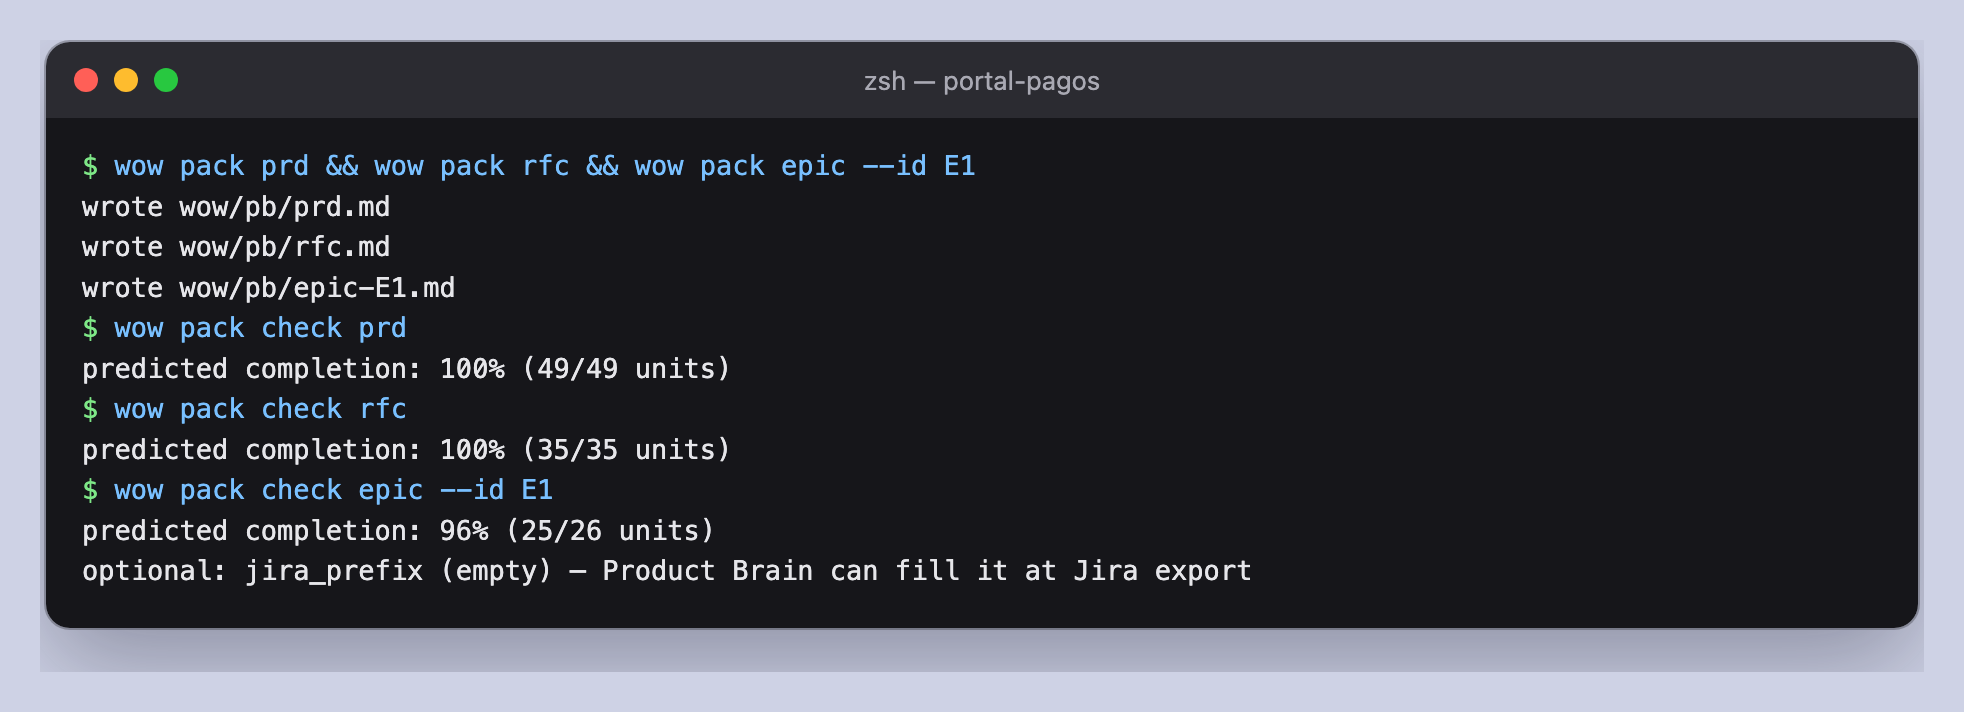 zsh — portal-pagos
$ wow pack prd && wow pack rfc && wow pack epic --id E1
wrote wow/pb/prd.md
wrote wow/pb/rfc.md
wrote wow/pb/epic-E1.md
$ wow pack check prd
predicted completion: 100% (49/49 units)
$ wow pack check rfc
predicted completion: 100% (35/35 units)
$ wow pack check epic --id E1
predicted completion: 96% (25/26 units)
optional: jira_prefix (empty) — Product Brain can fill it at Jira export